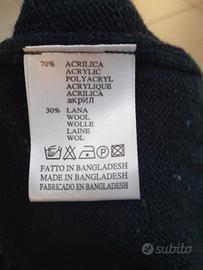 70% ACRILICA
ACRYLIC
POLYACRYL
ACRYLIQUE
ACRILICA
акрил
30% LANA
WOOL
WOLLE
LAINE
WOL
FATTO IN BANGLADESH
MADE IN BANGLADESH
FABRICADO EN BANGLADESH
subito